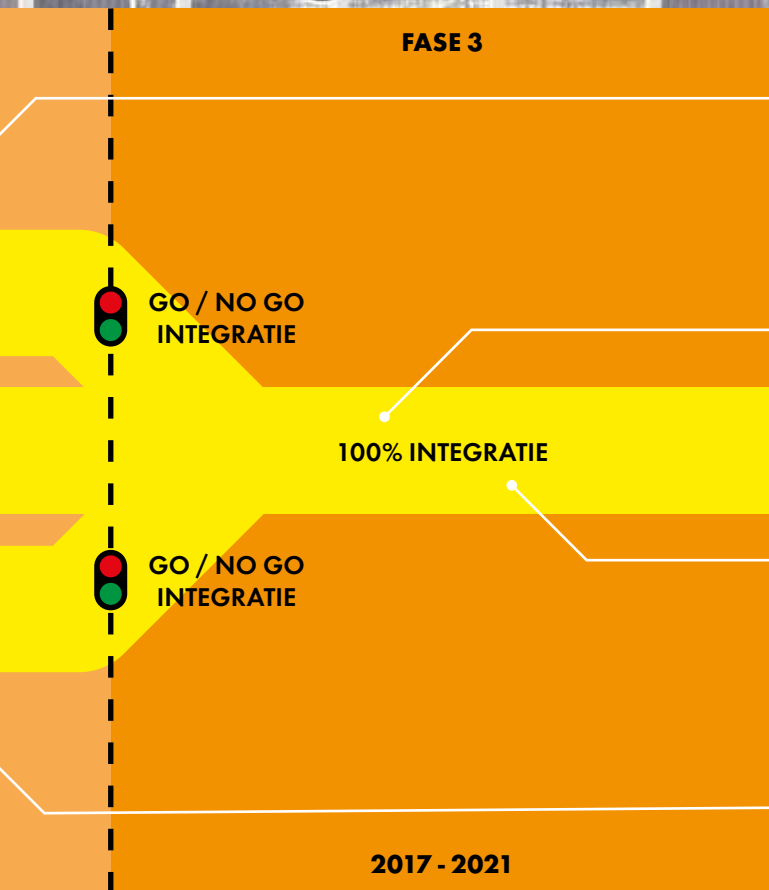 FASE 3
GO / NO GO
INTEGRATIE
100% INTEGRATIE
GO / NO GO
INTEGRATIE
2017 - 2021